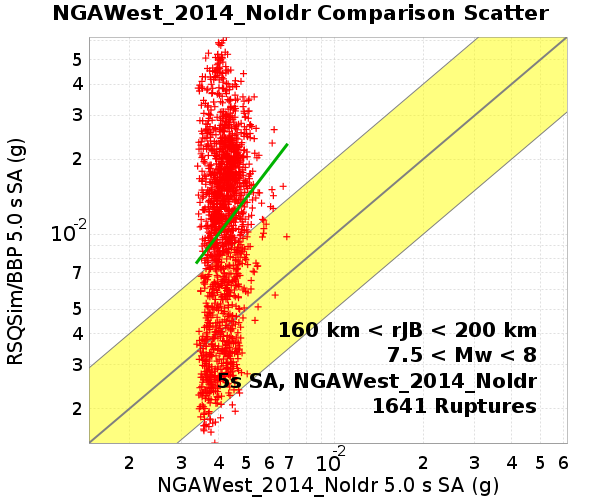 NGAWest_2014_NoIdr Comparison Scatter
RSQSim/BBP 5.0 s SA (g)
5
4
3
2
10-2
7
5
4
3
2
160 km < rJB < 200 km
7.5 < Mw < 8
5s SA, NGAWest_2014_NoIdr
1641 Ruptures
2 3 4 5 6 7 10-2 2 3 4 5 6
NGAWest_2014_NoIdr 5.0 s SA (g)